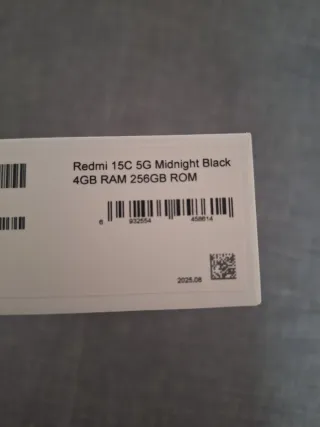 Redmi 15C 5G Midnight Black
4GB RAM 256GB ROM
6 932554 458614
2025.08